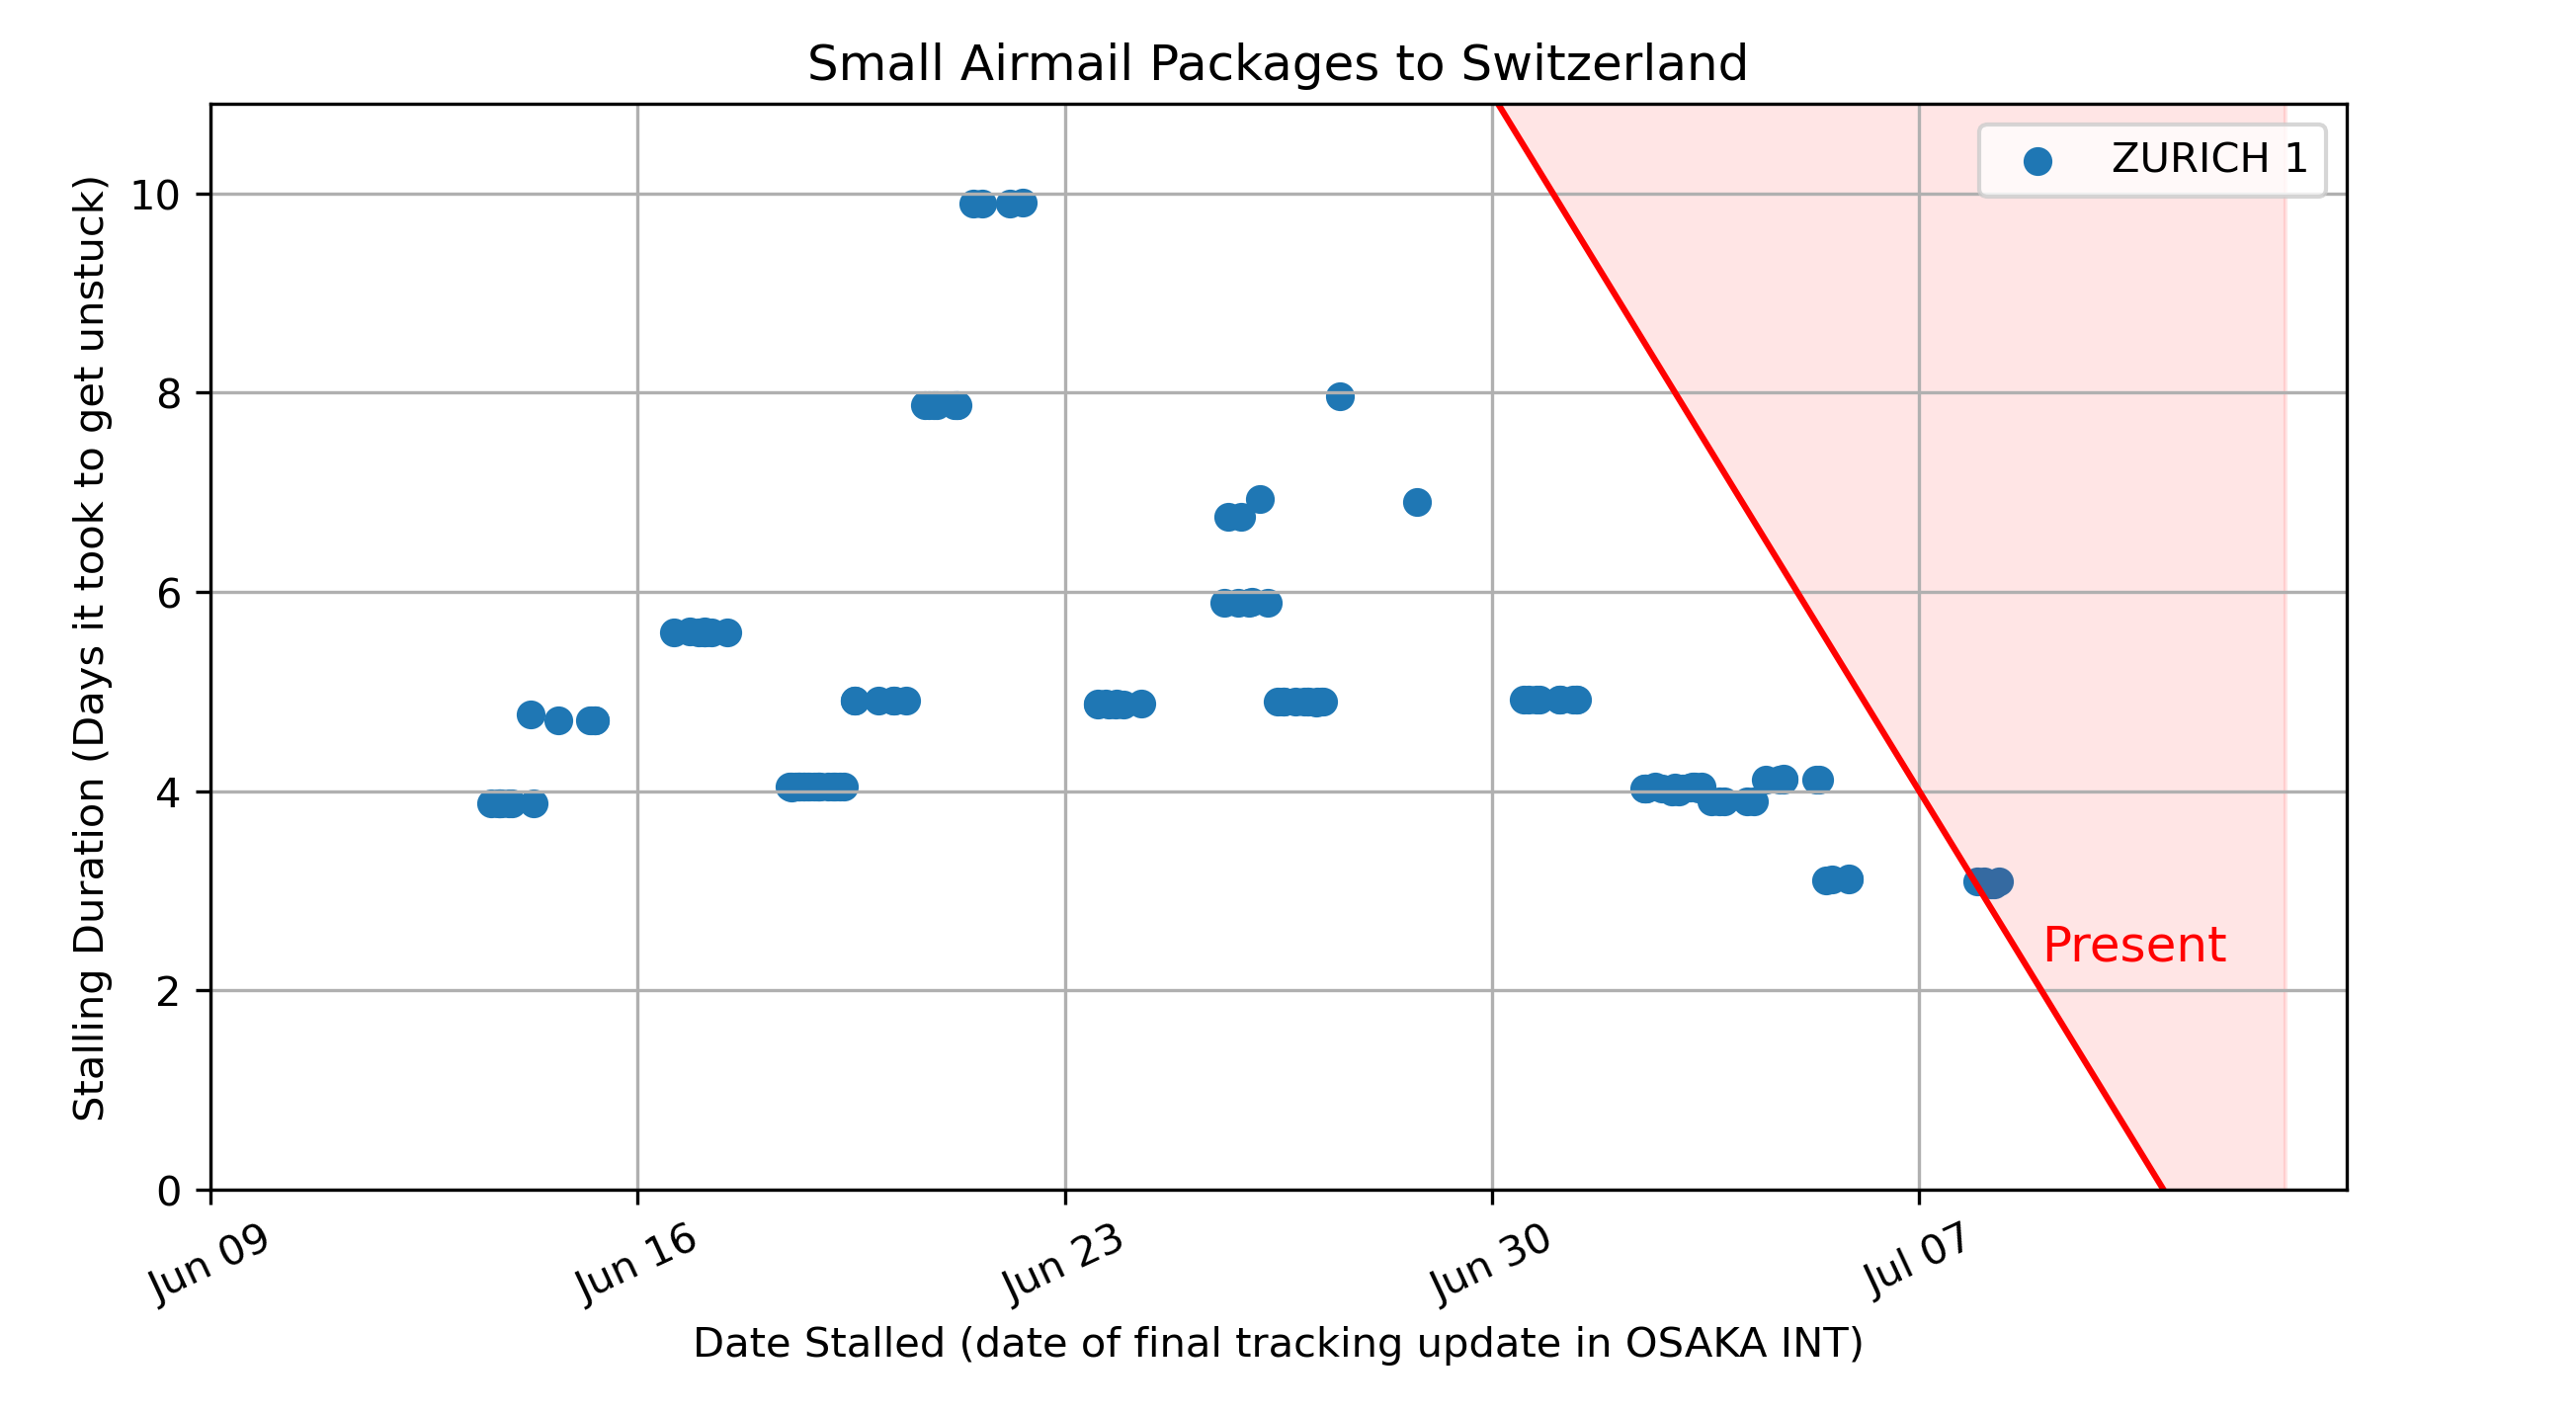 Small Airmail Packages to Switzerland
ZURICH 1
Stalling Duration (Days it took to get unstuck)
10
8
6
4
2
0
Present
Jun 09
Jun 16
Jun 23
Jun 30
Jul 07
Date Stalled (date of final tracking update in OSAKA INT)